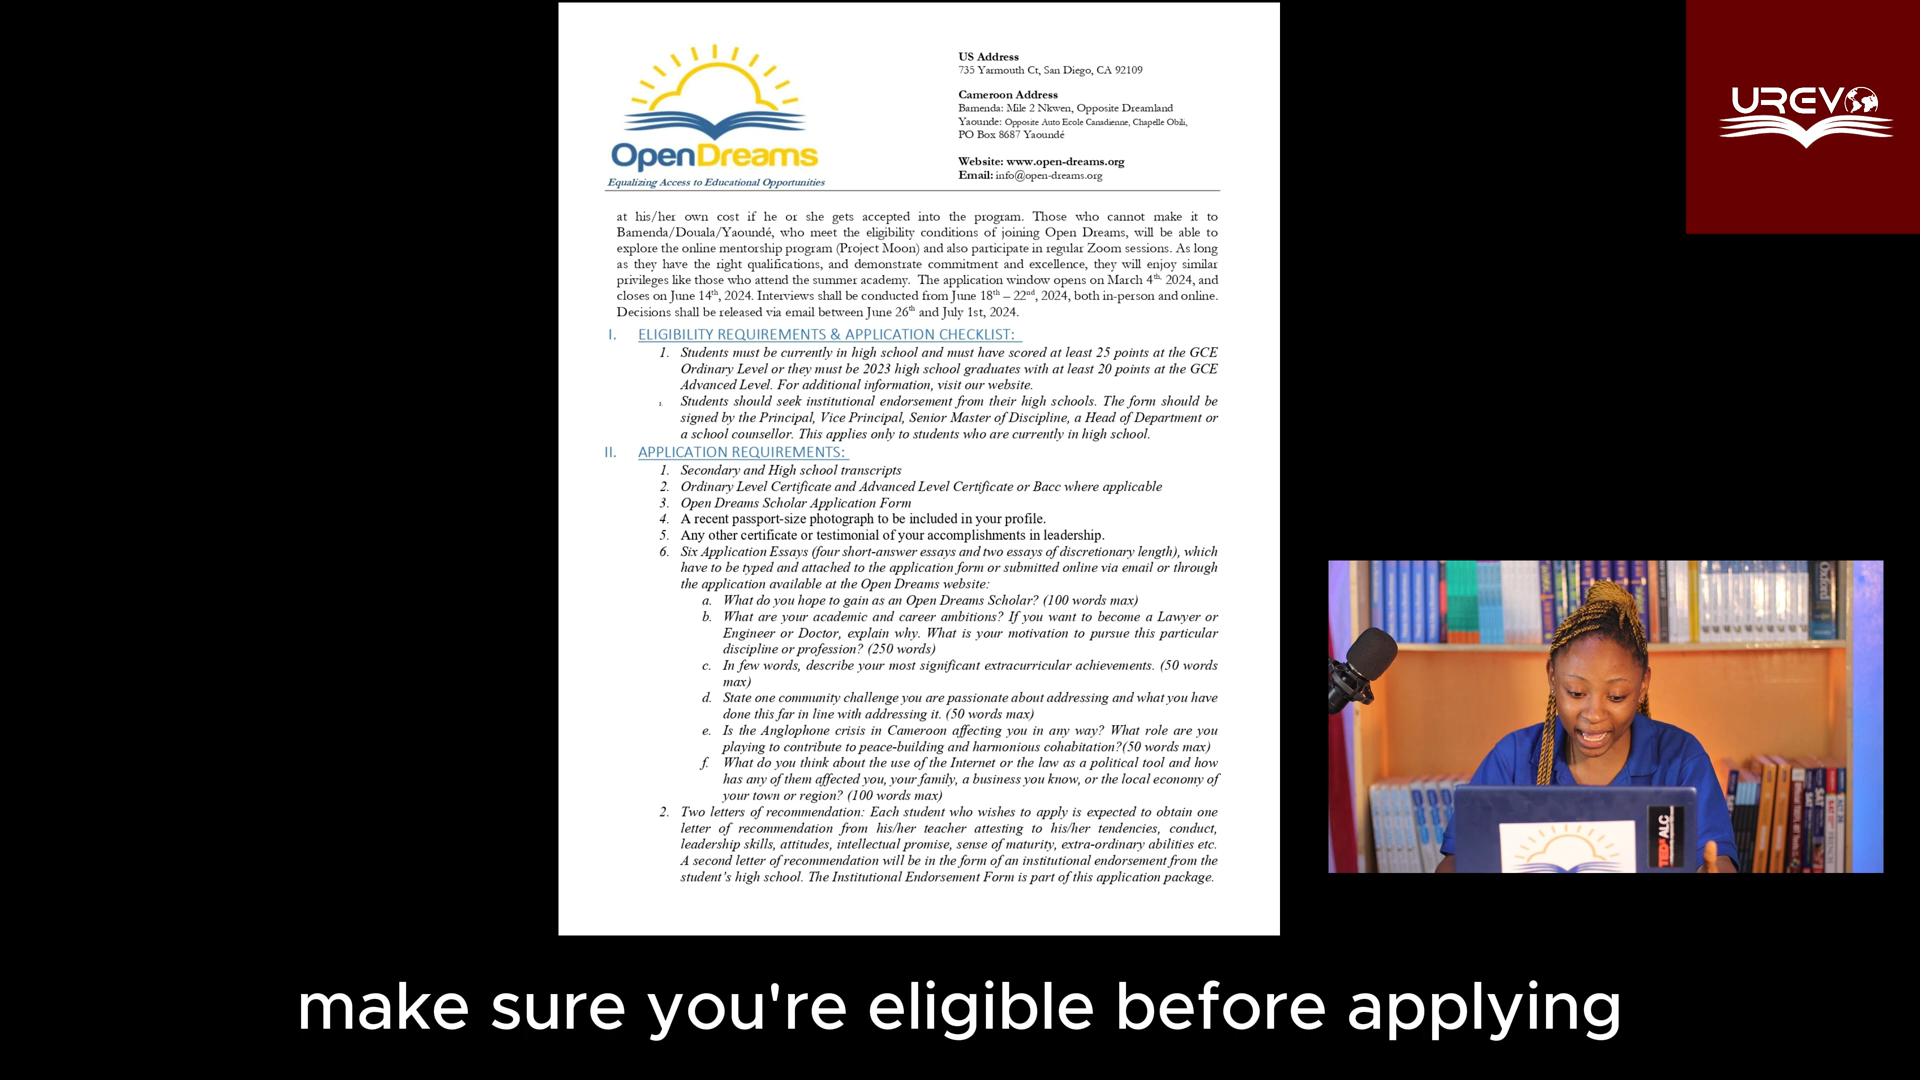 OpenDreams
Equalizing Access to Educational Opportunities
US Address
735 Yarmouth Ct, San Diego, CA 92109
Cameroon Address
Bamenda: Mile 2 Nkwen, Opposite Dreamland
Yaounde: Opposite Auto Ecole Canadienne, Chapelle Obili,
PO Box 8687 Yaoundé
Website: www.open-dreams.org
Email: info@open-dreams.org
UREVO
at his/her own cost if he or she gets accepted into the program. Those who cannot make it to
Bamenda/Douala/Yaoundé, who meet the eligibility conditions of joining Open Dreams, will be able to
explore the online mentorship program (Project Moon) and also participate in regular Zoom sessions. As long
as they have the right qualifications, and demonstrate commitment and excellence, they will enjoy similar
privileges like those who attend the summer academy. The application window opens on March 4th, 2024, and
closes on June 14th, 2024. Interviews shall be conducted from June 18th – 22nd, 2024, both in-person and online.
Decisions shall be released via email between June 26th and July 1st, 2024.
I. ELIGIBILITY REQUIREMENTS & APPLICATION CHECKLIST:
1. Students must be currently in high school and must have scored at least 25 points at the GCE
Ordinary Level or they must be 2023 high school graduates with at least 20 points at the GCE
Advanced Level. For additional information, visit our website.
Students should seek institutional endorsement from their high schools. The form should be
signed by the Principal, Vice Principal, Senior Master of Discipline, a Head of Department or
a school counsellor. This applies only to students who are currently in high school.
II. APPLICATION REQUIREMENTS:
1. Secondary and High school transcripts
2. Ordinary Level Certificate and Advanced Level Certificate or Bacc where applicable
3. Open Dreams Scholar Application Form
4. A recent passport-size photograph to be included in your profile.
5. Any other certificate or testimonial of your accomplishments in leadership.
6. Six Application Essays (four short-answer essays and two essays of discretionary length), which
have to be typed and attached to the application form or submitted online via email or through
the application available at the Open Dreams website:
a. What do you hope to gain as an Open Dreams Scholar? (100 words max)
b. What are your academic and career ambitions? If you want to become a Lawyer or
Engineer or Doctor, explain why. What is your motivation to pursue this particular
discipline or profession? (250 words)
c. In few words, describe your most significant extracurricular achievements. (50 words
max)
d. State one community challenge you are passionate about addressing and what you have
done this far in line with addressing it. (50 words max)
e. Is the Anglophone crisis in Cameroon affecting you in any way? What role are you
playing to contribute to peace-building and harmonious cohabitation?(50 words max)
f. What do you think about the use of the Internet or the law as a political tool and how
has any of them affected you, your family, a business you know, or the local economy of
your town or region? (100 words max)
2. Two letters of recommendation: Each student who wishes to apply is expected to obtain one
letter of recommendation from his/her teacher attesting to his/her tendencies, conduct,
leadership skills, attitudes, intellectual promise, sense of maturity, extra-ordinary abilities etc.
A second letter of recommendation will be in the form of an institutional endorsement from the
student's high school. The Institutional Endorsement Form is part of this application package.
Oxford
TEDxALC
make sure you're eligible before applying